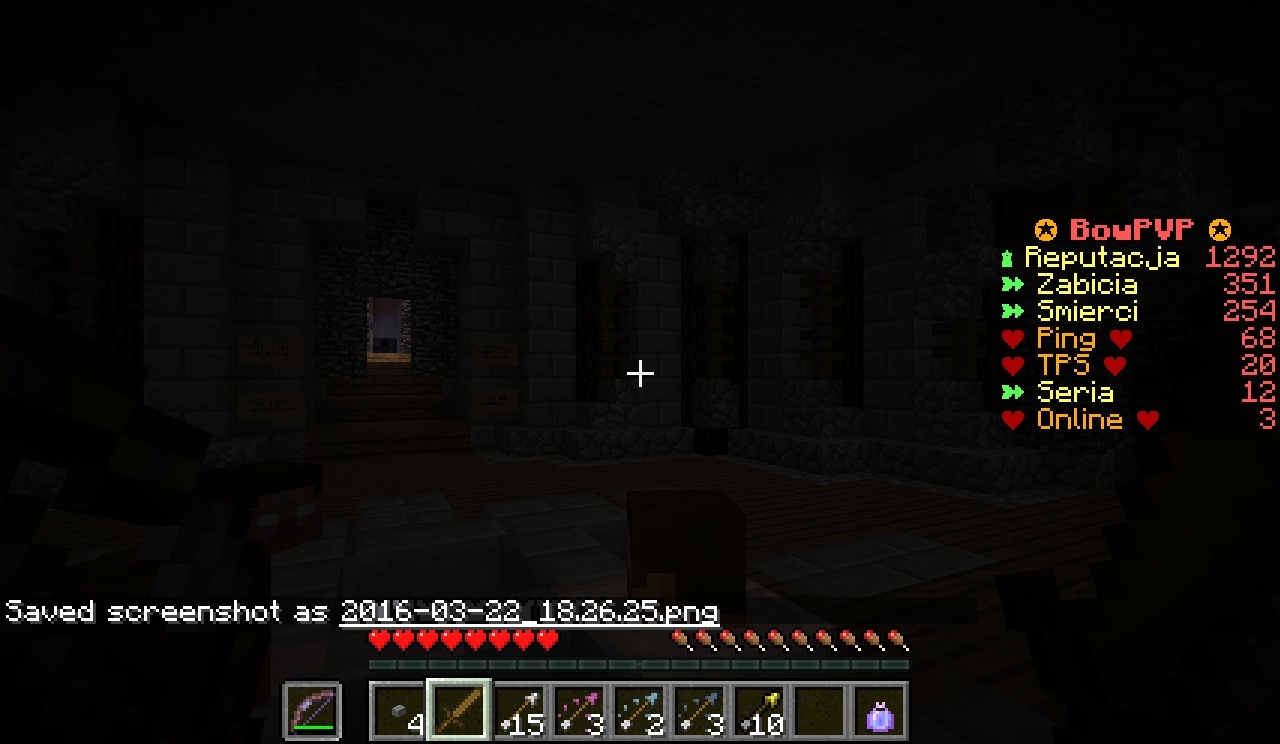 BowPVP
Reputacja 1292
Zabicia 351
Smierci 254
Ping 68
TPS 20
Seria 12
Online 3
Saved screenshot as 2016-03-22_18.26.25.png
4 15 3 2 3 10